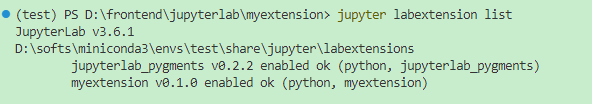 (test) PS D:\frontend\jupyterlab\myextension> jupyter labextension list
JupyterLab v3.6.1
D:\softs\miniconda3\envs\test\share\jupyter\labextensions
jupyterlab_pygments v0.2.2 enabled ok (python, jupyterlab_pygments)
myextension v0.1.0 enabled ok (python, myextension)